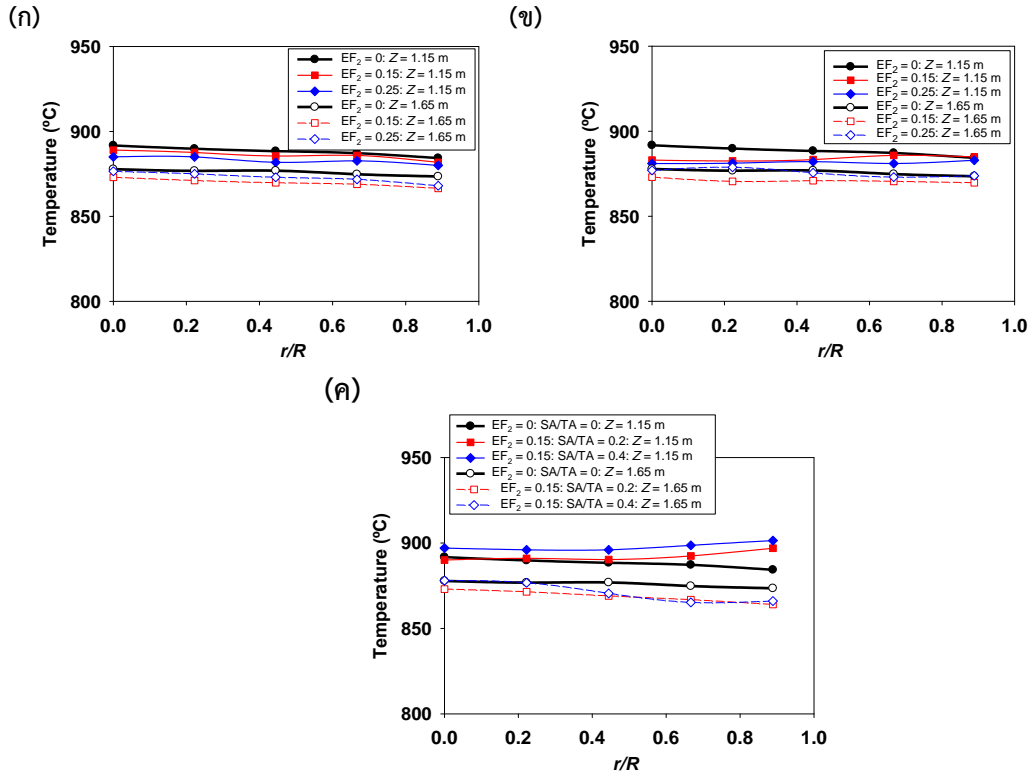 (ก)
950
900
850
800
Temperature (ºC)
EF2 = 0: Z = 1.15 m
EF2 = 0.15: Z = 1.15 m
EF2 = 0.25: Z = 1.15 m
EF2 = 0: Z = 1.65 m
EF2 = 0.15: Z = 1.65 m
EF2 = 0.25: Z = 1.65 m
0.0 0.2 0.4 0.6 0.8 1.0
r/R
(ข)
950
900
850
800
Temperature (ºC)
EF2 = 0: Z = 1.15 m
EF2 = 0.15: Z = 1.15 m
EF2 = 0.25: Z = 1.15 m
EF2 = 0: Z = 1.65 m
EF2 = 0.15: Z = 1.65 m
EF2 = 0.25: Z = 1.65 m
0.0 0.2 0.4 0.6 0.8 1.0
r/R
(ค)
EF2 = 0: SA/TA = 0: Z = 1.15 m
EF2 = 0.15: SA/TA = 0.2: Z = 1.15 m
EF2 = 0.15: SA/TA = 0.4: Z = 1.15 m
EF2 = 0: SA/TA = 0: Z = 1.65 m
EF2 = 0.15: SA/TA = 0.2: Z = 1.65 m
EF2 = 0.15: SA/TA = 0.4: Z = 1.65 m
950
900
850
800
Temperature (ºC)
0.0 0.2 0.4 0.6 0.8 1.0
r/R